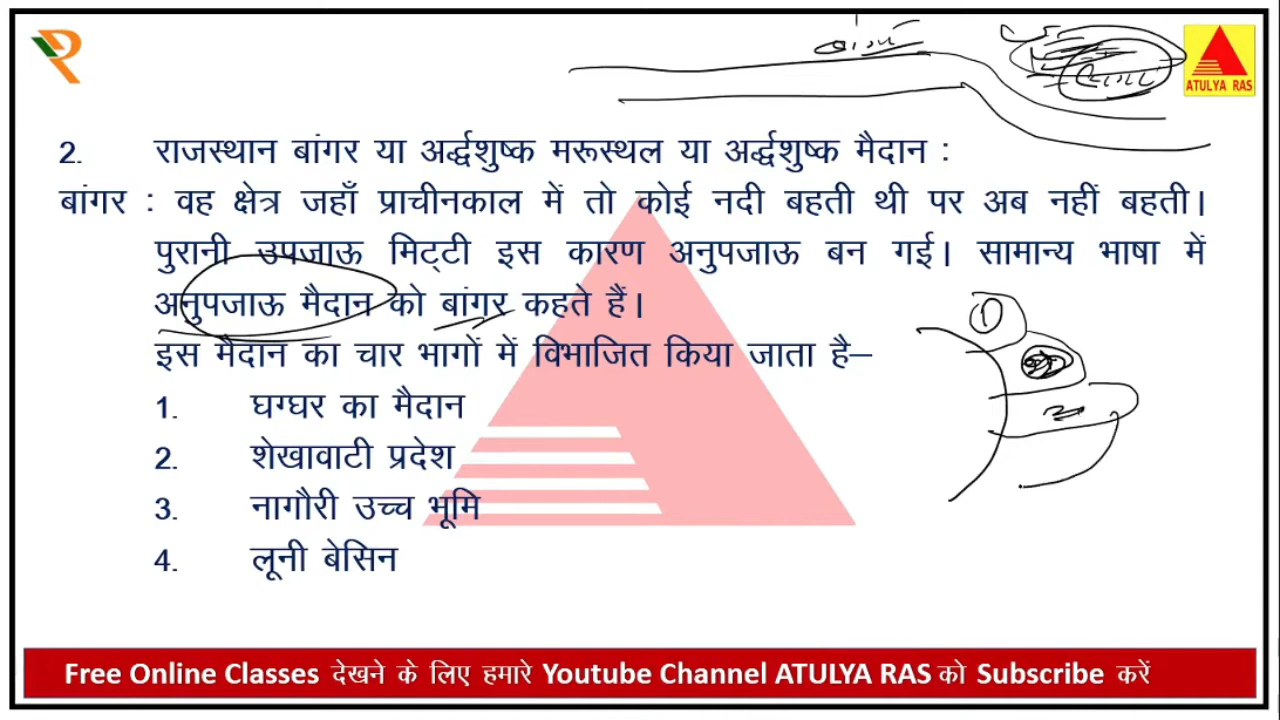 ATULYA RAS
2. राजस्थान बांगर या अर्द्धशुष्क मरूस्थल या अर्द्धशुष्क मैदान :
बांगर : वह क्षेत्र जहाँ प्राचीनकाल में तो कोई नदी बहती थी पर अब नहीं बहती।
पुरानी उपजाऊ मिट्टी इस कारण अनुपजाऊ बन गई। सामान्य भाषा में
अनुपजाऊ मैदान को बांगर कहते हैं।
इस मैदान का चार भागों में विभाजित किया जाता है–
1. घग्घर का मैदान
2. शेखावाटी प्रदेश
3. नागौरी उच्च भूमि
4. लूनी बेसिन
Free Online Classes देखने के लिए हमारे Youtube Channel ATULYA RAS को Subscribe करें